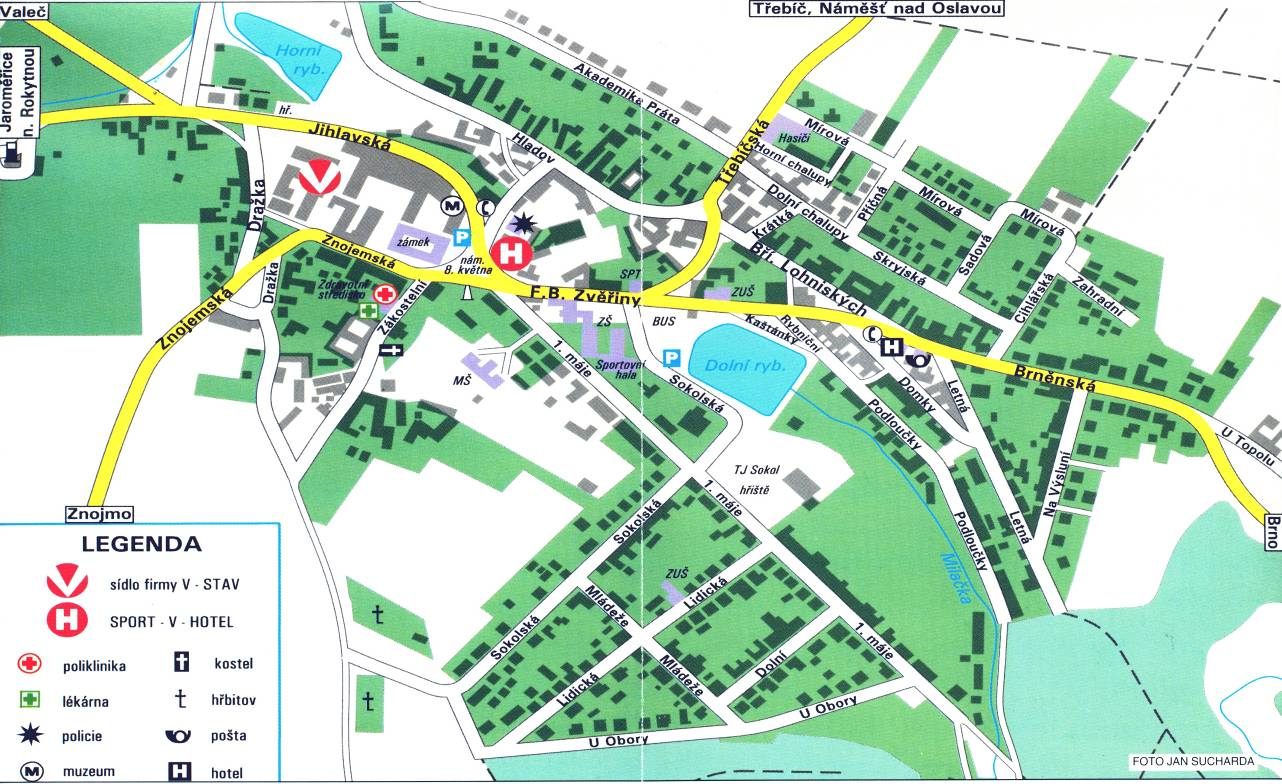 Valeč
Třebíč, Náměšť nad Oslavou
Jaroměřice
n. Rokytnou
Horní
ryb.
hř.
Jihlavská
Hladov
Akademika Práta
Třebíčská
Hasiči
Mírová
Horní chalupy
Dolní chalupy
Krátká
Příčná
Mírová
Mírová
Skryjská
Sadová
Cihlářská
Zahradní
Bří. Lohniských
Dražka
Dražka
M
zámek
P
H
nám.
8. května
Znojemská
Znojemská
Zdravotní
středisko
Zákostelní
F.B. Zvěřiny
SPT
ZUŠ
ZŠ
BUS
Sportovní
hala
P
Dolní ryb.
Kaštánky
Rybniční
H
Brněnská
MŠ
1. máje
Sokolská
Podloučky
Domky
Letná
U Topolu
Brno
TJ Sokol
hřiště
1. máje
Sokolská
Na Výsluní
Letná
Podloučky
Milačka
ZUŠ
Lidická
Mládeže
Sokolská
Lidická
Mládeže
Dolní
1. máje
U Obory
U Obory
Znojmo
LEGENDA
sídlo firmy V - STAV
H SPORT - V - HOTEL
poliklinika
kostel
lékárna
hřbitov
policie
pošta
M muzeum
H hotel
FOTO JAN SUCHARDA